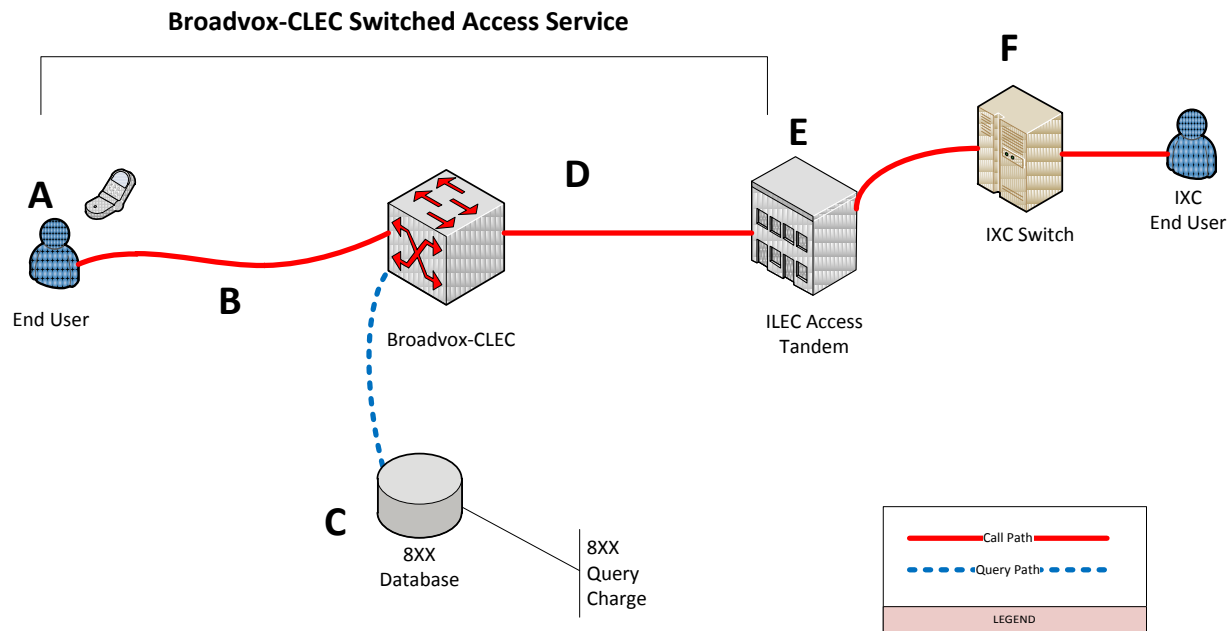 Broadvox-CLEC Switched Access Service
F
E
A
D
IXC
End User
IXC Switch
B
End User
Broadvox-CLEC
ILEC Access
Tandem
C
8XX
Database
8XX
Query
Charge
Call Path
Query Path
LEGEND